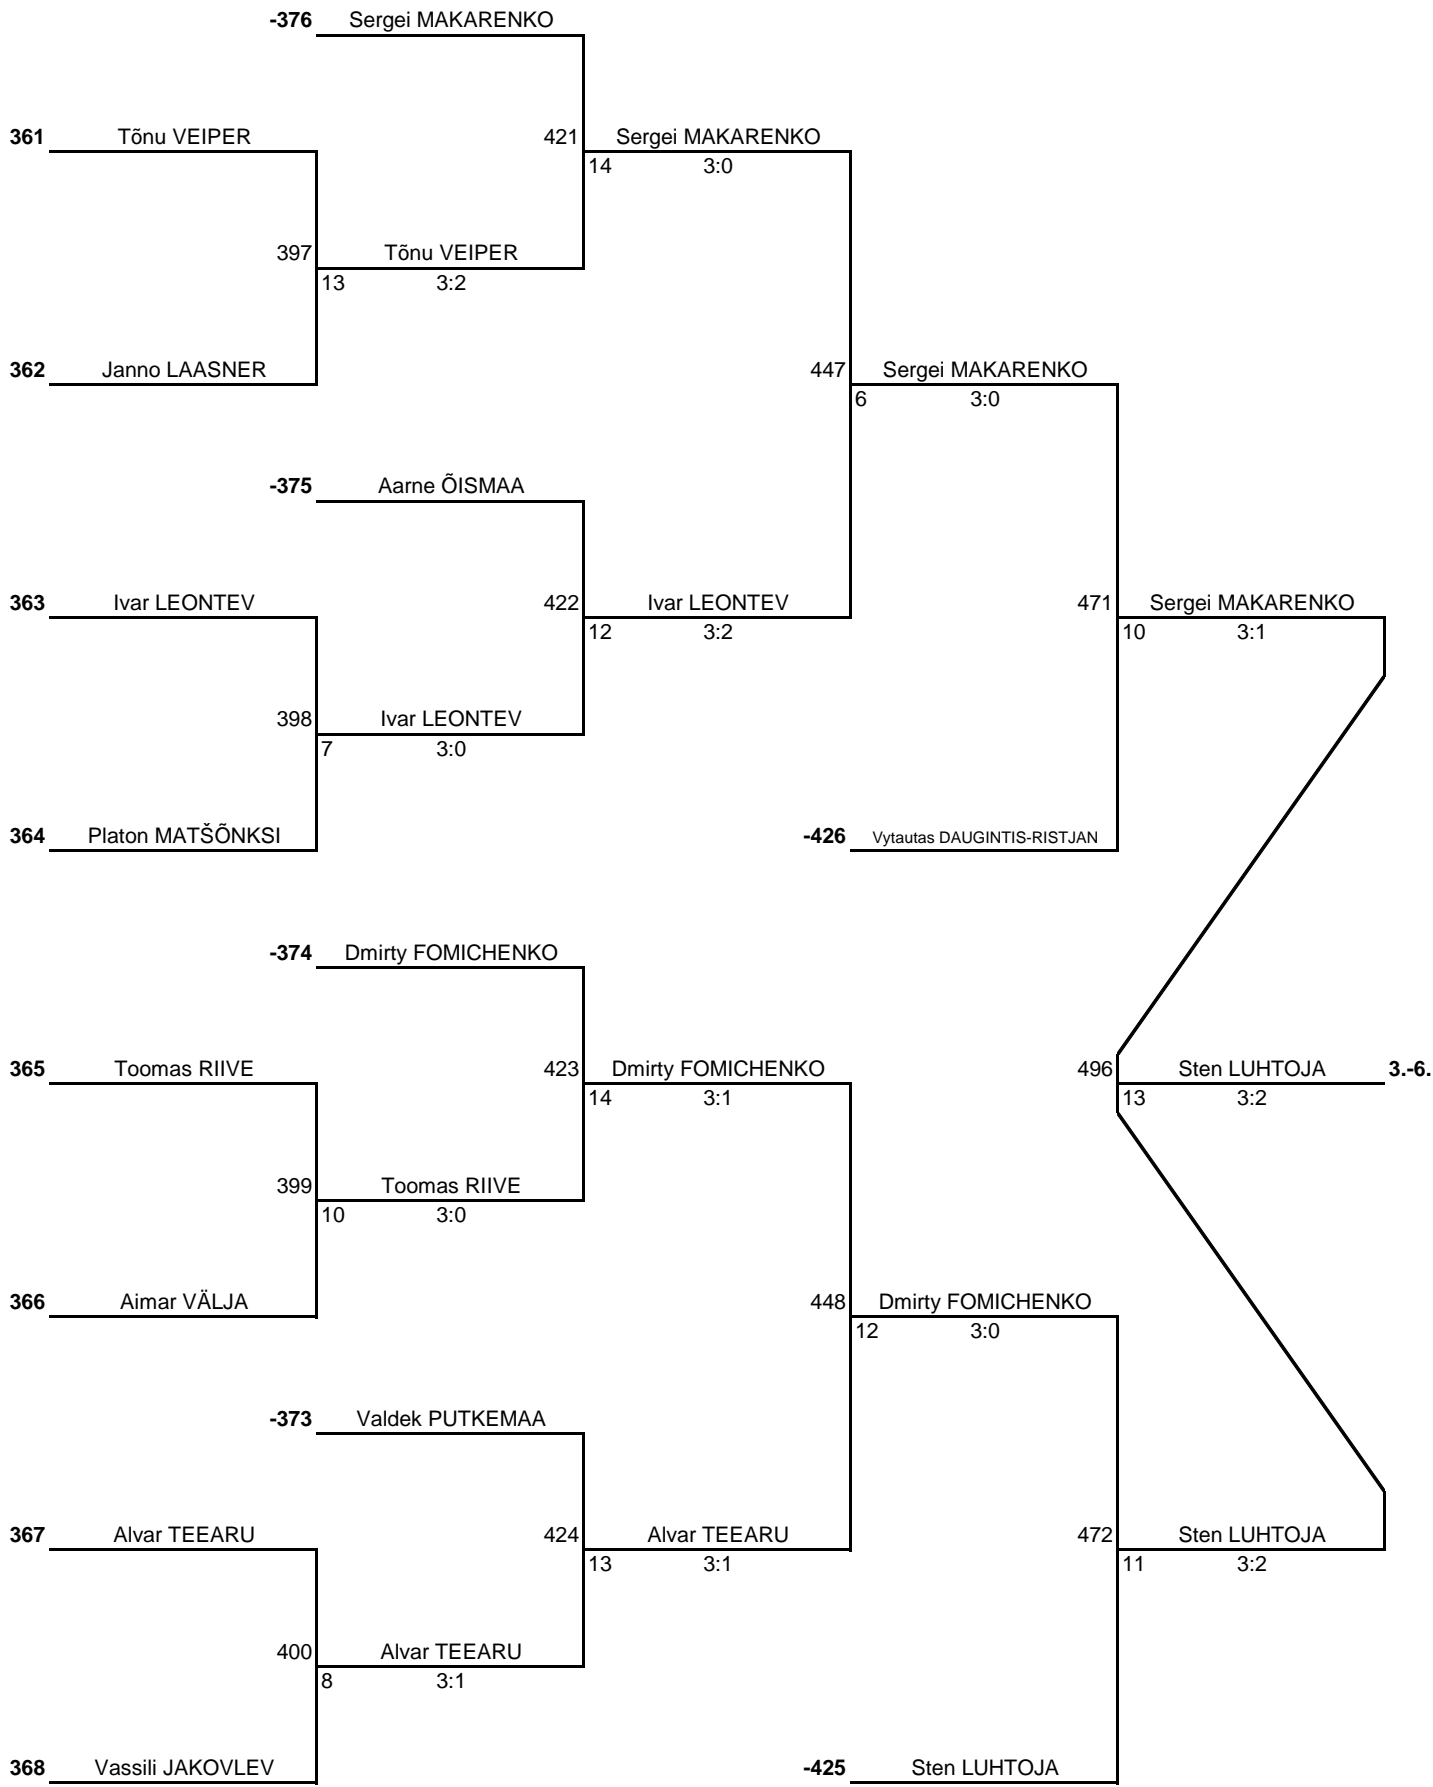 -376 Sergei MAKARENKO
361 Tõnu VEIPER 421 Sergei MAKARENKO
14 3:0
397 Tõnu VEIPER
13 3:2
362 Janno LAASNER 447 Sergei MAKARENKO
6 3:0
-375 Aarne ÕISMAA
363 Ivar LEONTEV 422 Ivar LEONTEV 471 Sergei MAKARENKO
12 3:2 10 3:1
398 Ivar LEONTEV
7 3:0
364 Platon MATŠÕNKSI -426 Vytautas DAUGINTIS-RISTJAN
-374 Dmirty FOMICHENKO
365 Toomas RIIVE 423 Dmirty FOMICHENKO 496 Sten LUHTOJA 3.-6.
14 3:1 13 3:2
399 Toomas RIIVE
10 3:0
366 Aimar VÄLJA 448 Dmirty FOMICHENKO
12 3:0
-373 Valdek PUTKEMAA
367 Alvar TEEARU 424 Alvar TEEARU 472 Sten LUHTOJA
13 3:1 11 3:2
400 Alvar TEEARU
8 3:1
368 Vassili JAKOVLEV -425 Sten LUHTOJA